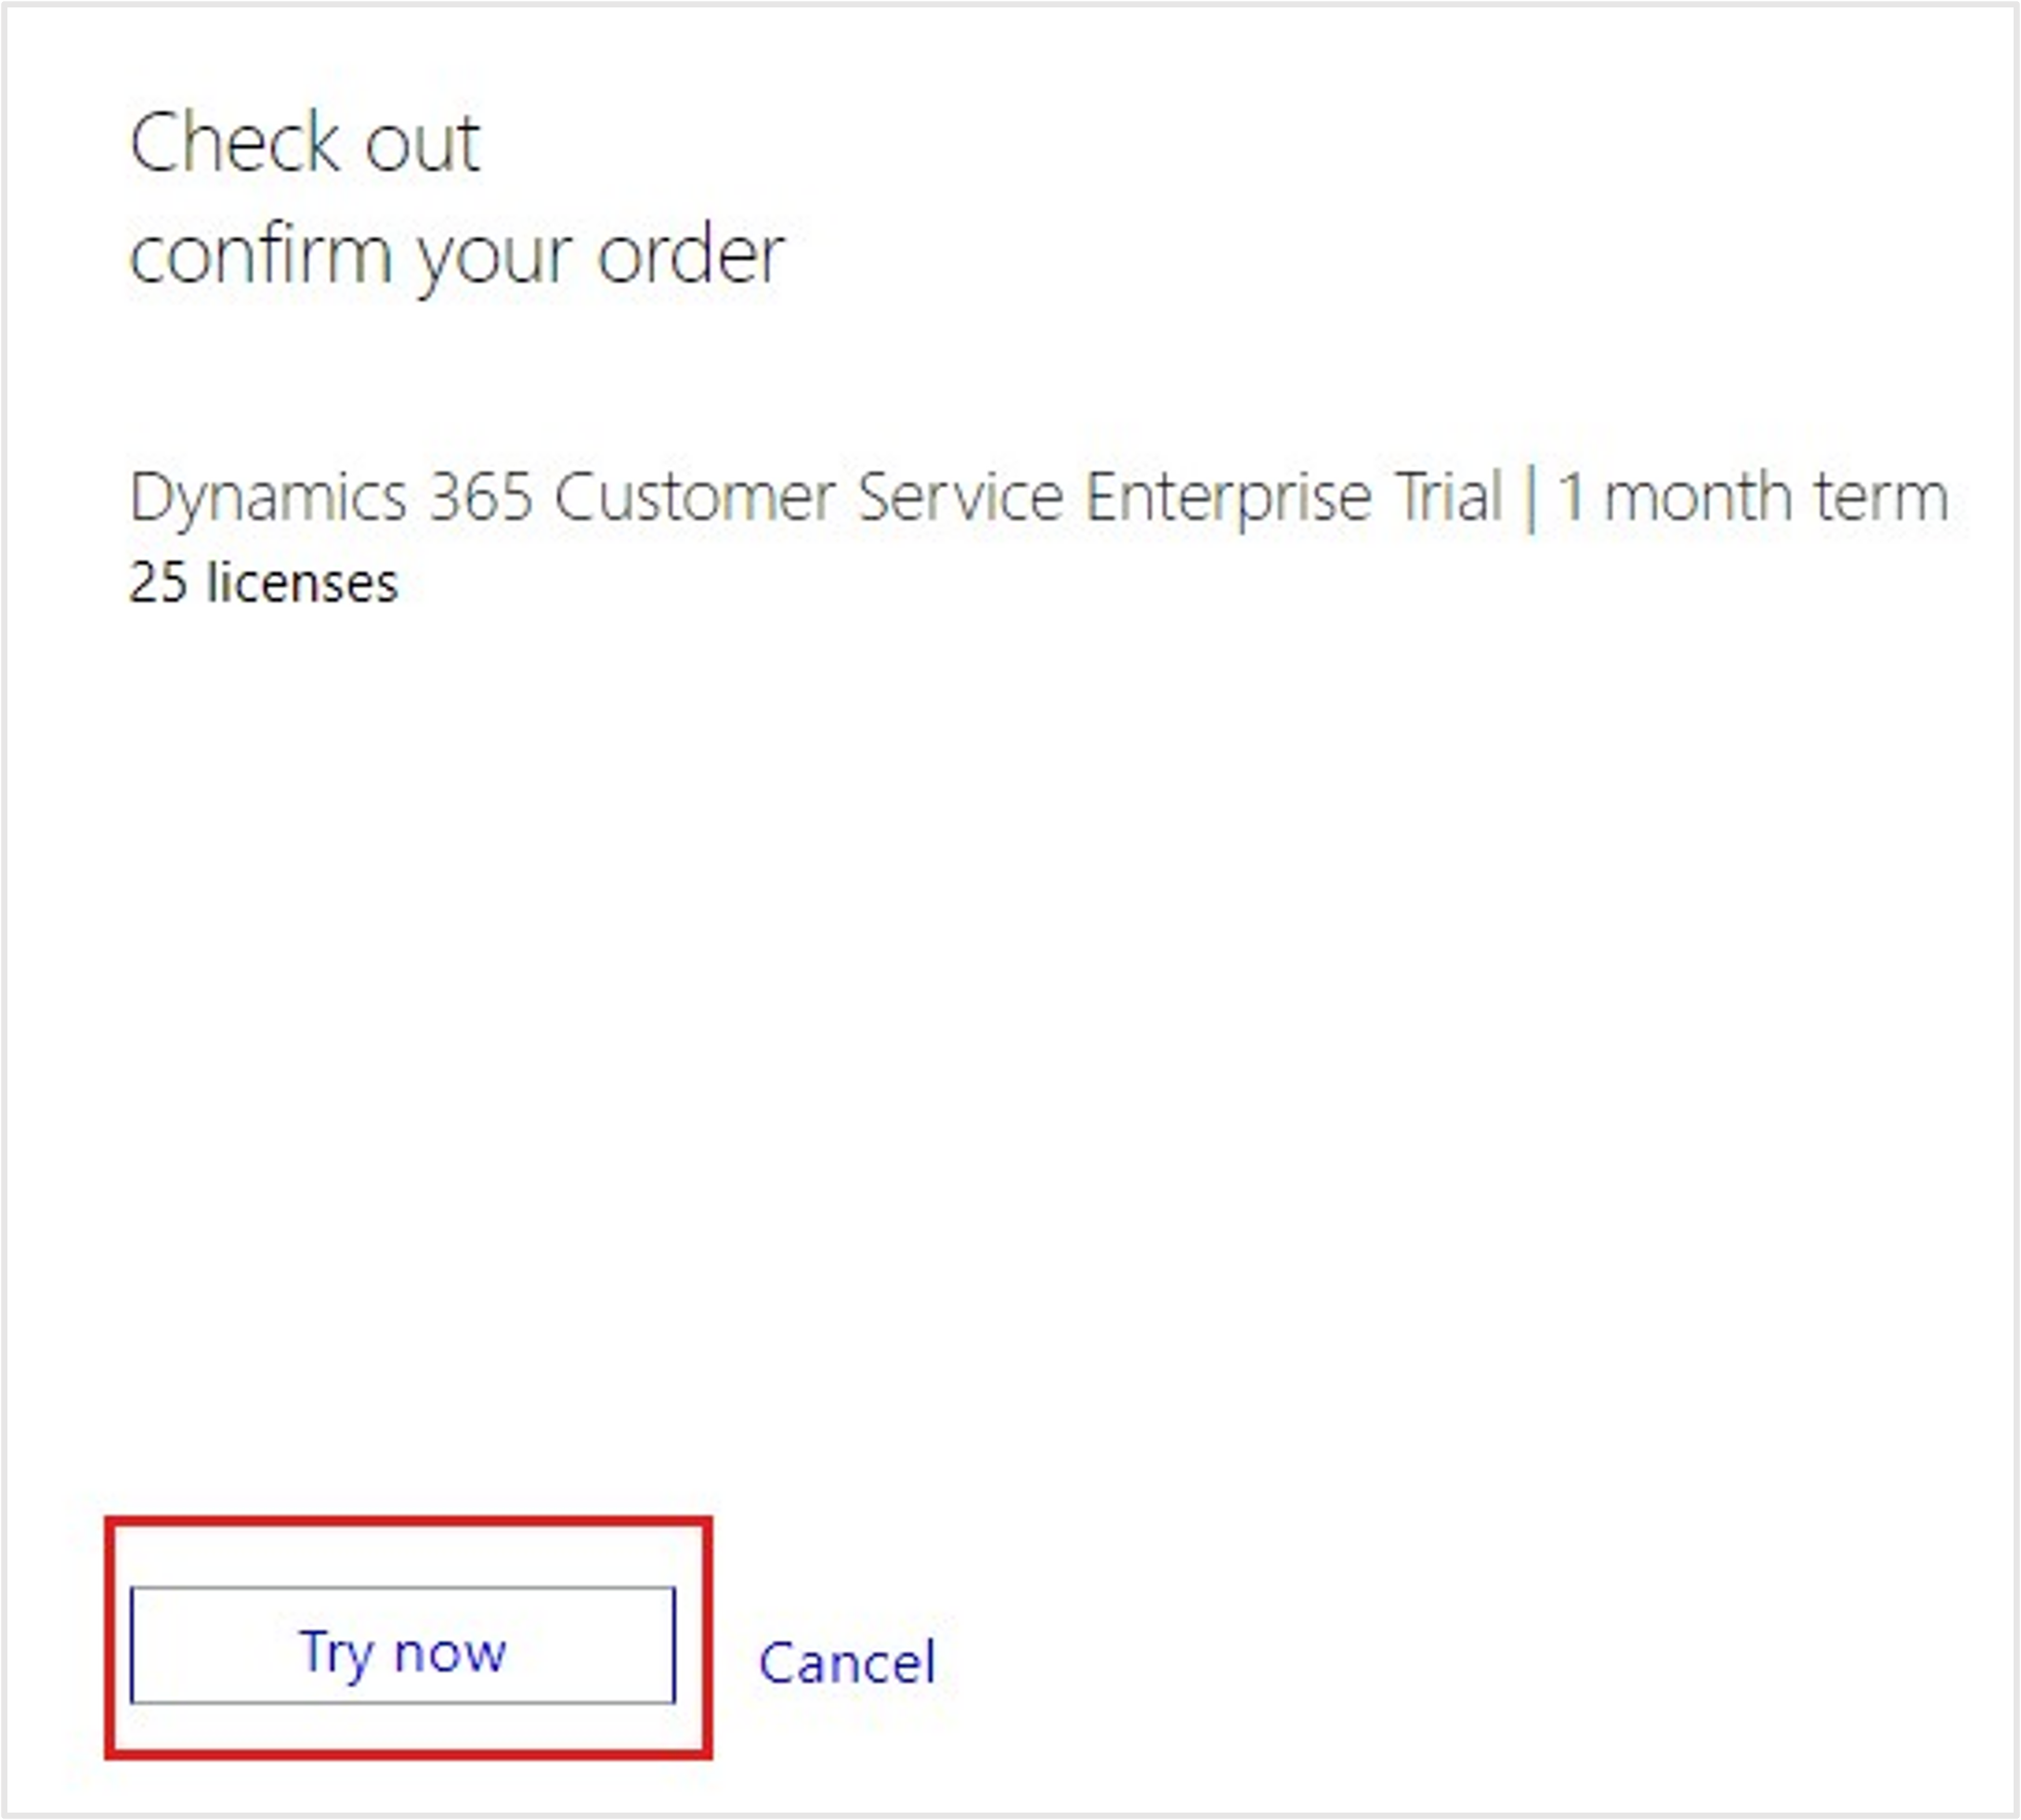 Check out
confirm your order
Dynamics 365 Customer Service Enterprise Trial | 1 month term
25 licenses
Try now
Cancel